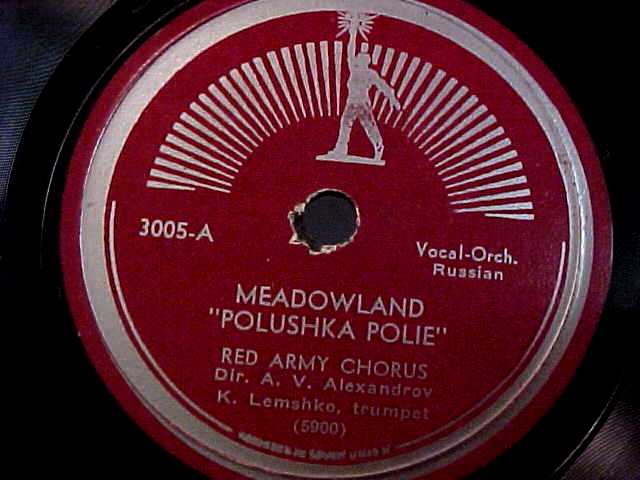 3005-A
Vocal-Orch.
Russian
MEADOWLAND
"POLUSHKA POLIE"
RED ARMY CHORUS
Dir. A. V. Alexandrov
K. Lemshko, trumpet
(5900)